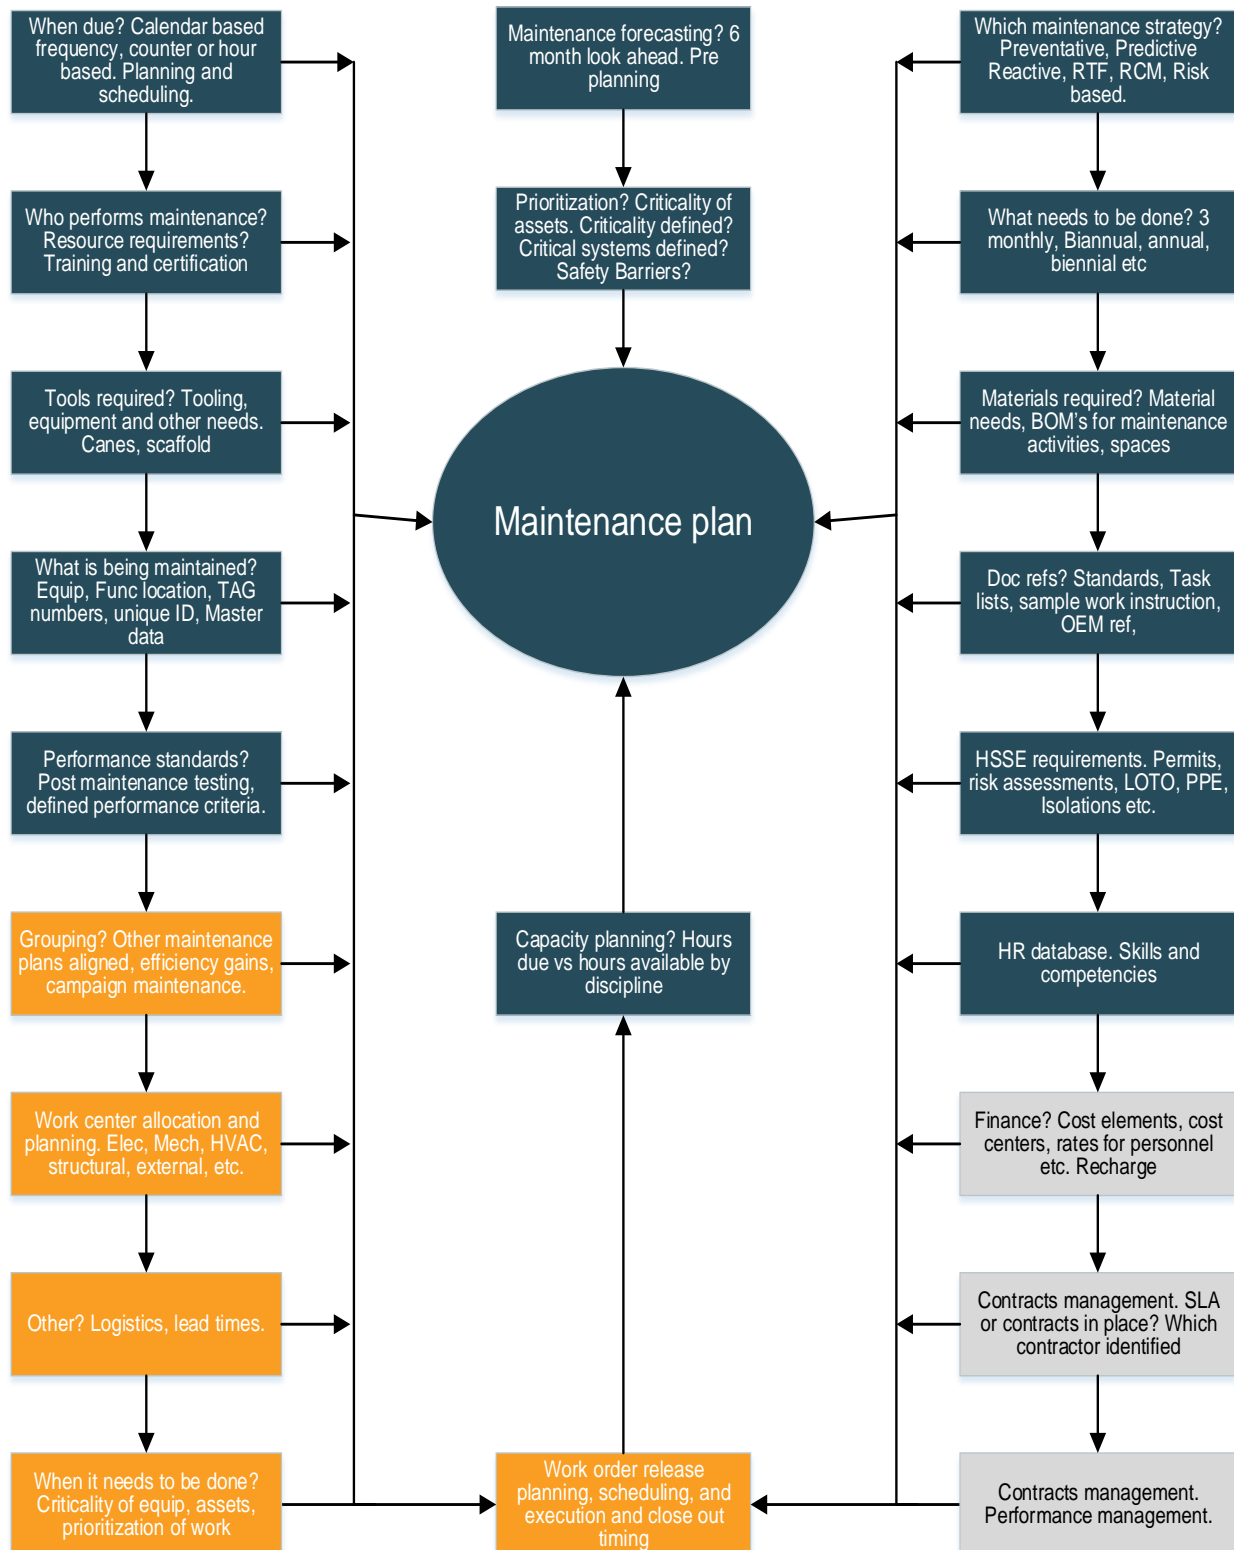 When due? Calendar based
frequency, counter or hour
based. Planning and
scheduling.
Maintenance forecasting? 6
month look ahead. Pre
planning
Which maintenance strategy?
Preventative, Predictive
Reactive, RTF, RCM, Risk
based.
Who performs maintenance?
Resource requirements?
Training and certification
Prioritization? Criticality of
assets. Criticality defined?
Critical systems defined?
Safety Barriers?
What needs to be done? 3
monthly, Biannual, annual,
biennial etc
Tools required? Tooling,
equipment and other needs.
Canes, scaffold
Maintenance plan
Materials required? Material
needs, BOM's for maintenance
activities, spaces
What is being maintained?
Equip, Func location, TAG
numbers, unique ID, Master
data
Doc refs? Standards, Task
lists, sample work instruction,
OEM ref,
Performance standards?
Post maintenance testing,
defined performance criteria.
HSSE requirements. Permits,
risk assessments, LOTO, PPE,
Isolations etc.
Grouping? Other maintenance
plans aligned, efficiency gains,
campaign maintenance.
Capacity planning? Hours
due vs hours available by
discipline
HR database. Skills and
competencies
Work center allocation and
planning. Elec, Mech, HVAC,
structural, external, etc.
Finance? Cost elements, cost
centers, rates for personnel
etc. Recharge
Other? Logistics, lead times.
Contracts management. SLA
or contracts in place? Which
contractor identified
When it needs to be done?
Criticality of equip, assets,
prioritization of work
Work order release
planning, scheduling, and
execution and close out
timing
Contracts management.
Performance management.